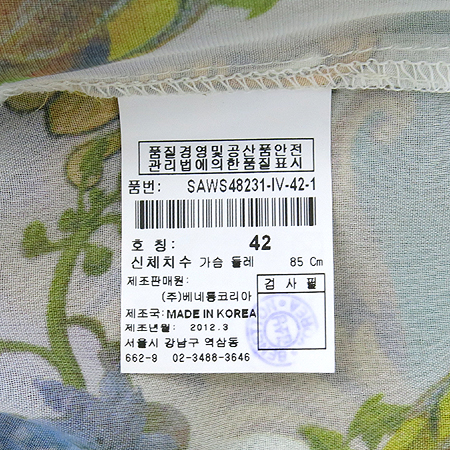 품질경영및공산품안전
관리법에의한품질표시
품번: SAWS48231-IV-42-1
호 칭: 42
신체치수 가슴 둘레 85 Cm
제조판매원:
(주)베네통코리아
검 사 필
제조국: MADE IN KOREA
제조년월: 2012.3
서울시 강남구 역삼동
662-9 02-3488-3646